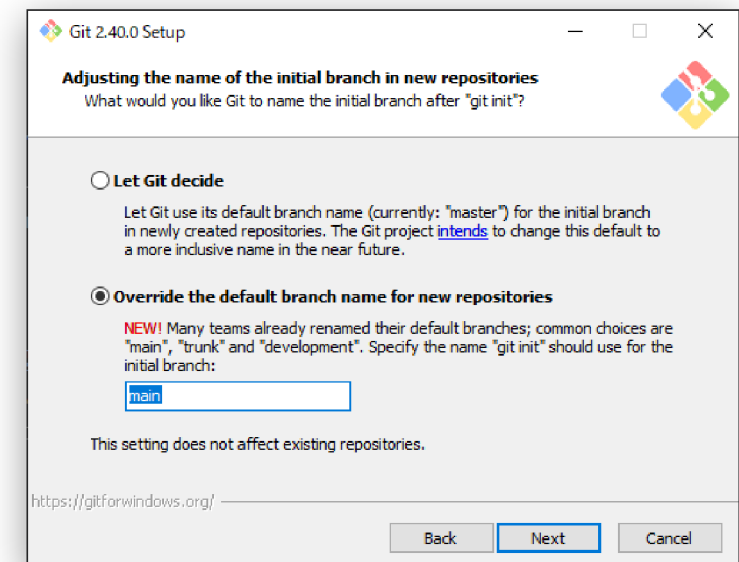 Git 2.40.0 Setup
Adjusting the name of the initial branch in new repositories
What would you like Git to name the initial branch after "git init"?
Let Git decide
Let Git use its default branch name (currently: "master") for the initial branch
in newly created repositories. The Git project intends to change this default to
a more inclusive name in the near future.
Override the default branch name for new repositories
NEW! Many teams already renamed their default branches; common choices are
"main", "trunk" and "development". Specify the name "git init" should use for the
initial branch:
main
This setting does not affect existing repositories.
https://gitforwindows.org/
Back Next Cancel